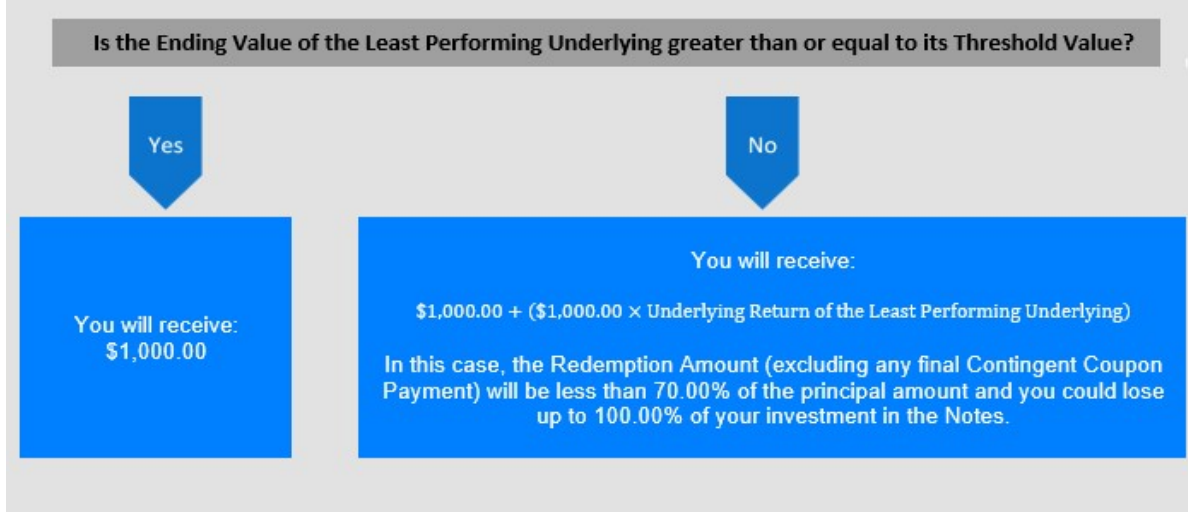 Is the Ending Value of the Least Performing Underlying greater than or equal to its Threshold Value?
Yes
No
You will receive:
$1,000.00
You will receive:
$1,000.00 + ($1,000.00 × Underlying Return of the Least Performing Underlying)
In this case, the Redemption Amount (excluding any final Contingent Coupon
Payment) will be less than 70.00% of the principal amount and you could lose
up to 100.00% of your investment in the Notes.